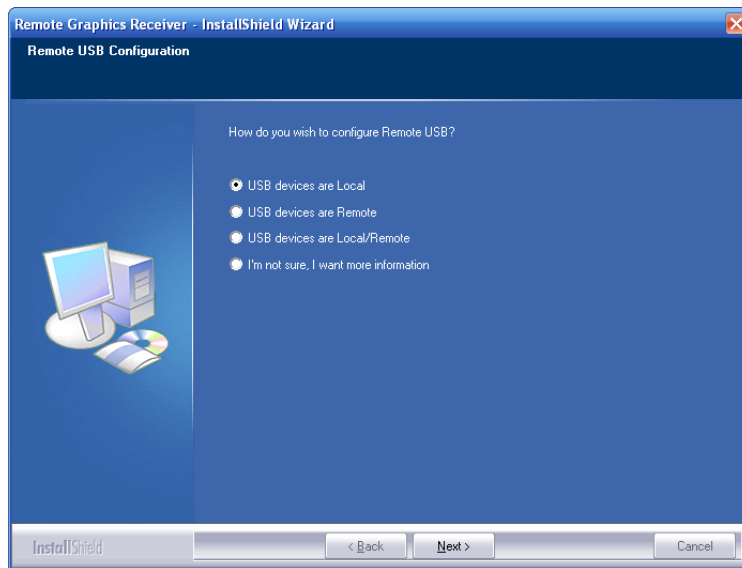 Remote Graphics Receiver - InstallShield Wizard
Remote USB Configuration
How do you wish to configure Remote USB?
USB devices are Local
USB devices are Remote
USB devices are Local/Remote
I'm not sure, I want more information
InstallShield
< Back Next > Cancel